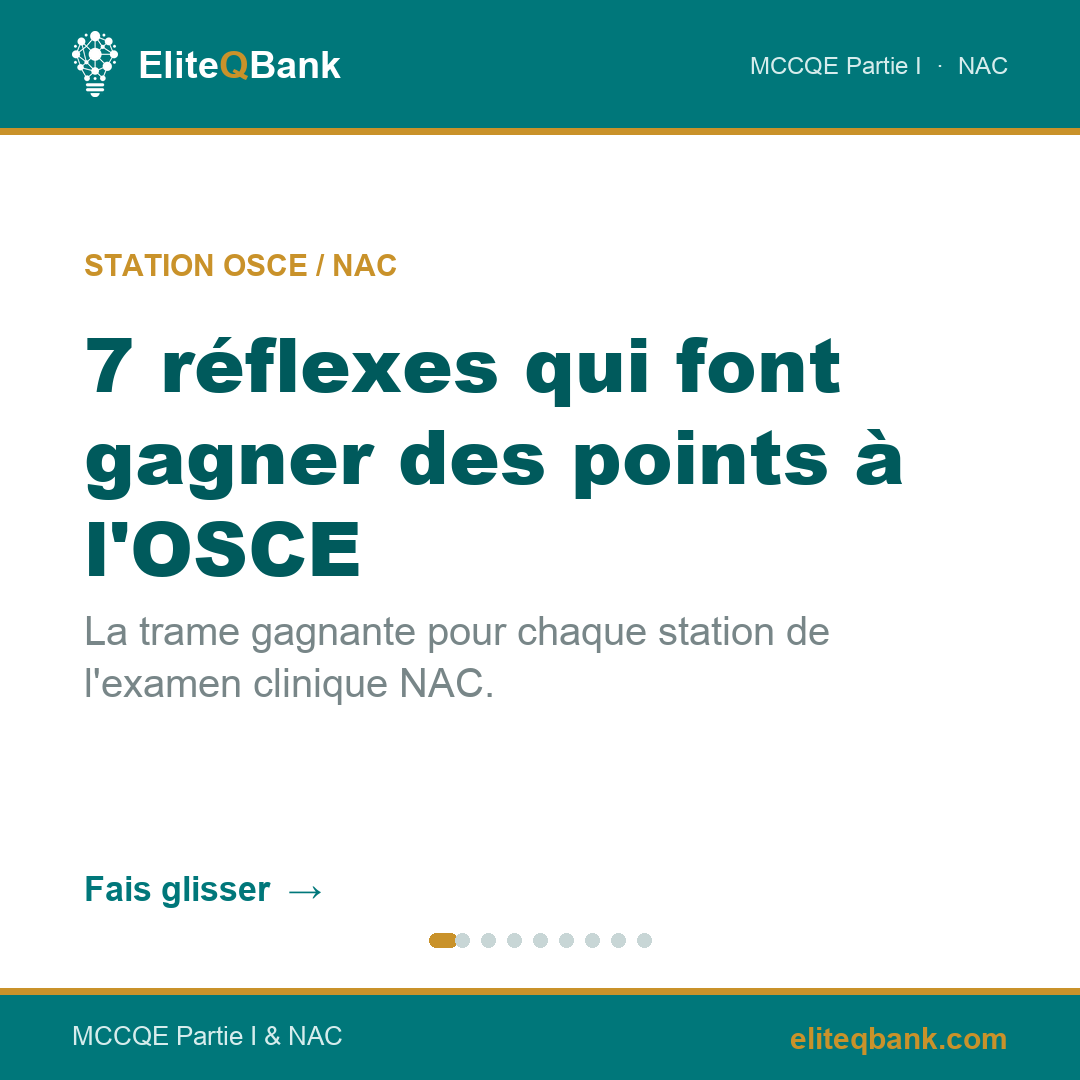 EliteQBank
MCCQE Partie I · NAC
STATION OSCE / NAC
7 réflexes qui font
gagner des points à
l'OSCE
La trame gagnante pour chaque station de
l'examen clinique NAC.
Fais glisser →
MCCQE Partie I & NAC
eliteqbank.com